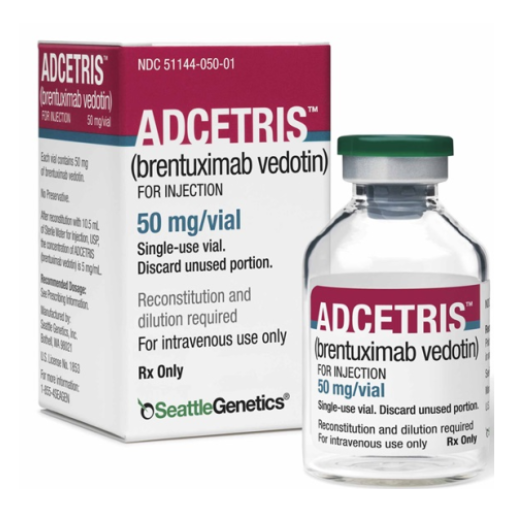 ADCETRIS
(brentuximab vedotin)
FOR INJECTION 50 mg/vial
Each vial contains 50 mg
of brentuximab vedotin.
No Preservative.
After reconstitution with 10.5 mL
of Sterile Water for Injection, USP,
the concentration of ADCETRIS
(brentuximab vedotin) is 5 mg/mL.
Recommended Dosage:
See Prescribing Information.
Manufactured by:
Seattle Genetics, Inc.
Bothell, WA 98021
U.S. License No. 1853
For more information:
1-855-4SEAGEN
NDC 51144-050-01
ADCETRIS™
(brentuximab vedotin)
FOR INJECTION
50 mg/vial
Single-use vial.
Discard unused portion.
Reconstitution and
dilution required
For intravenous use only
Rx Only
SeattleGenetics®
ADCETRIS™
(brentuximab vedotin)
FOR INJECTION
50 mg/vial
Single-use vial. Discard unused portion.
Reconstitution and dilution required
For intravenous use only Rx Only